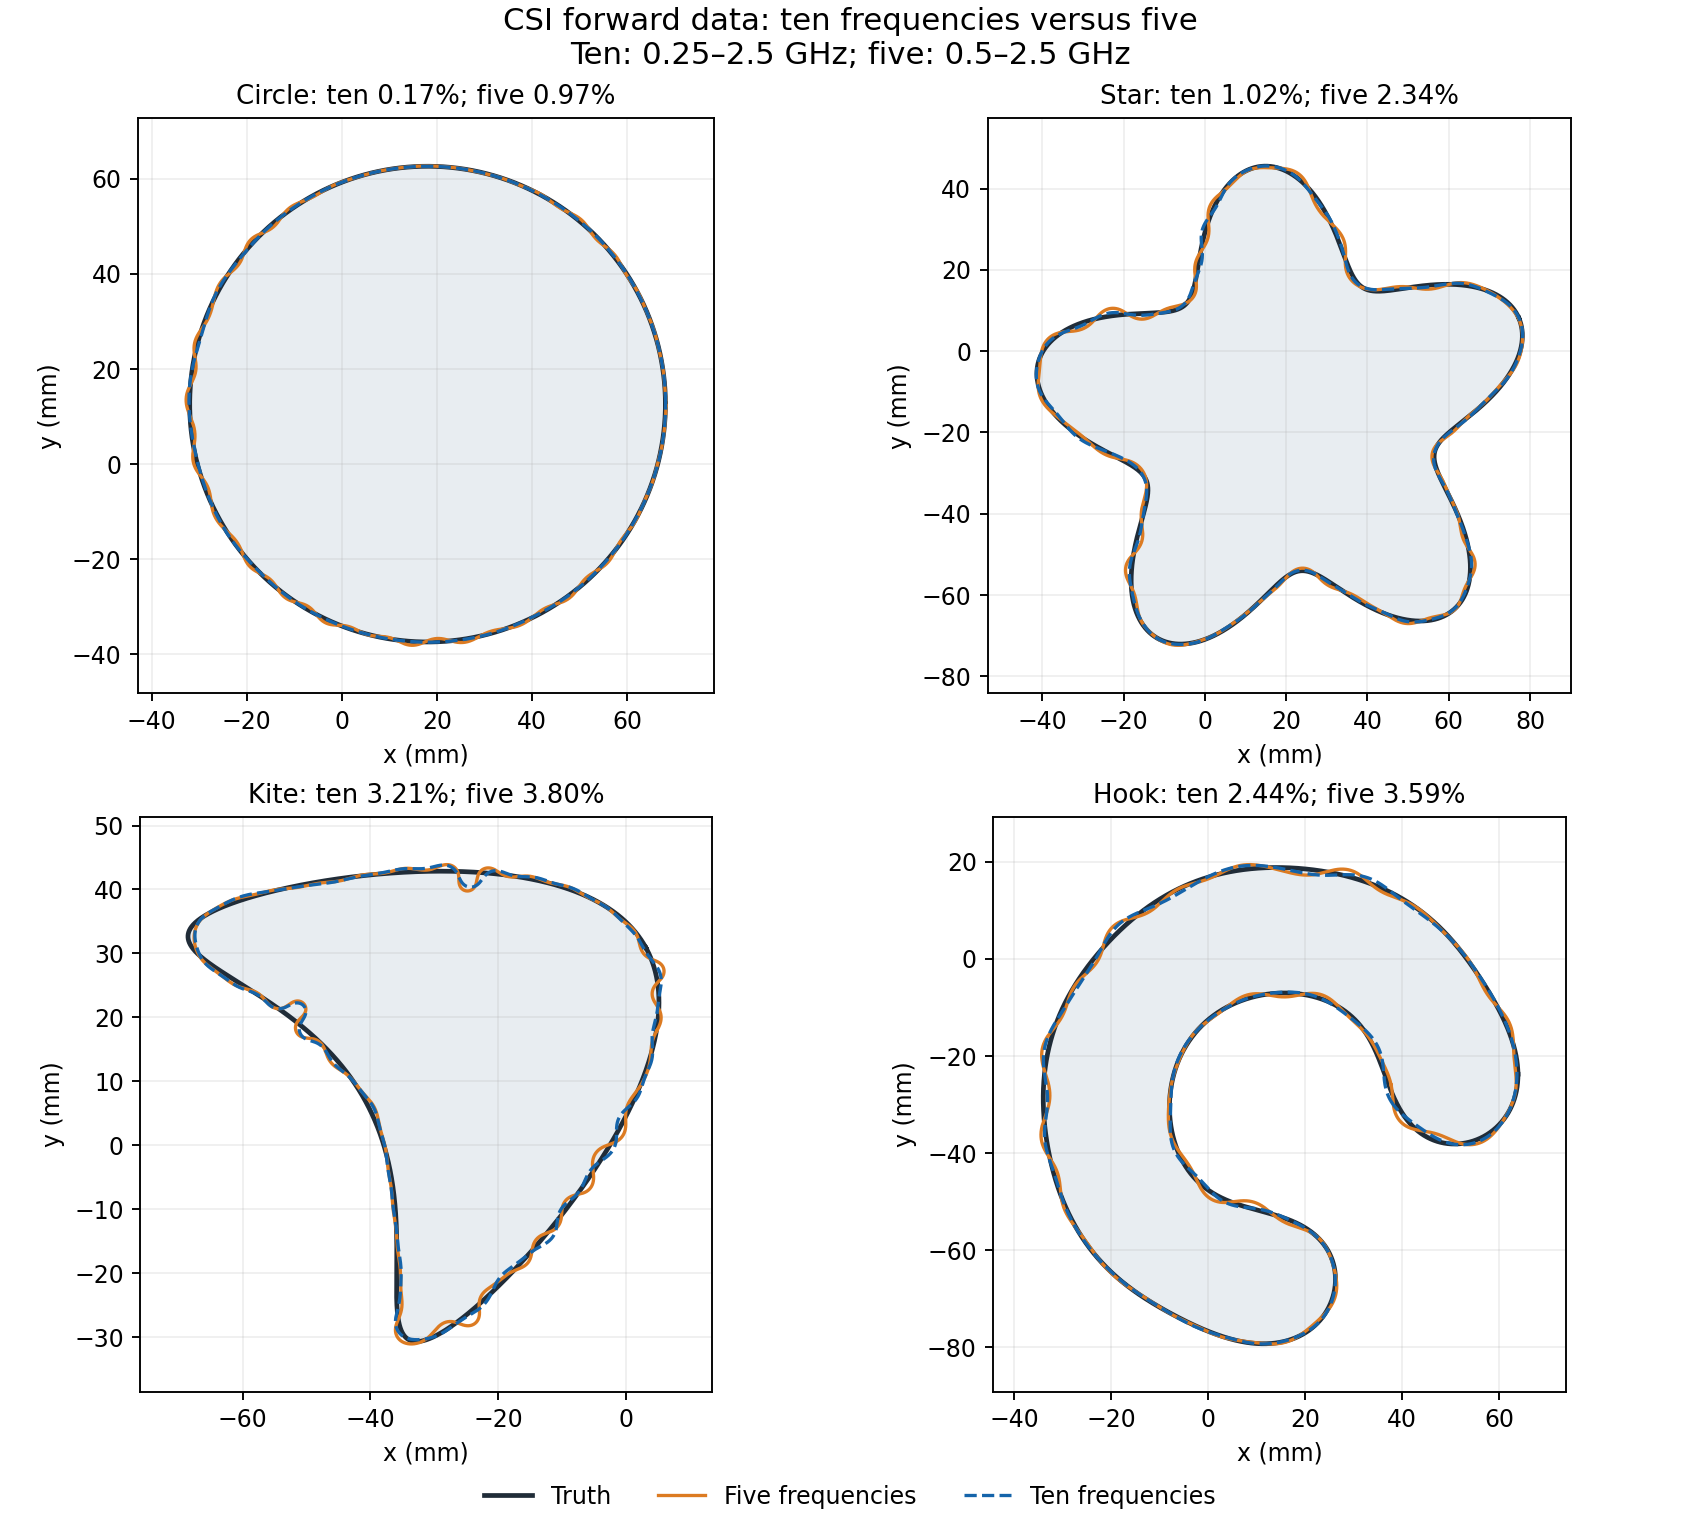 CSI forward data: ten frequencies versus five
Ten: 0.25–2.5 GHz; five: 0.5–2.5 GHz
Circle: ten 0.17%; five 0.97%
60
40
20
0
−20
−40
y (mm)
−40 −20 0 20 40 60
x (mm)
Star: ten 1.02%; five 2.34%
40
20
0
−20
−40
−60
−80
y (mm)
−40 −20 0 20 40 60 80
x (mm)
Kite: ten 3.21%; five 3.80%
50
40
30
20
10
0
−10
−20
−30
y (mm)
−60 −40 −20 0
x (mm)
Hook: ten 2.44%; five 3.59%
20
0
−20
−40
−60
−80
y (mm)
−40 −20 0 20 40 60
x (mm)
Truth Five frequencies Ten frequencies